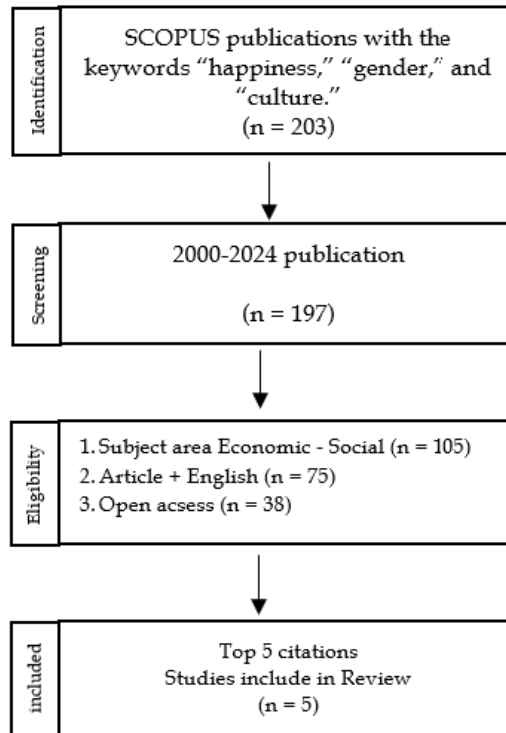 Identification
SCOPUS publications with the
keywords “happiness,” “gender,” and
“culture.”
(n = 203)
Screening
2000-2024 publication
(n = 197)
Eligibility
1. Subject area Economic - Social (n = 105)
2. Article + English (n = 75)
3. Open acsess (n = 38)
included
Top 5 citations
Studies include in Review
(n = 5)